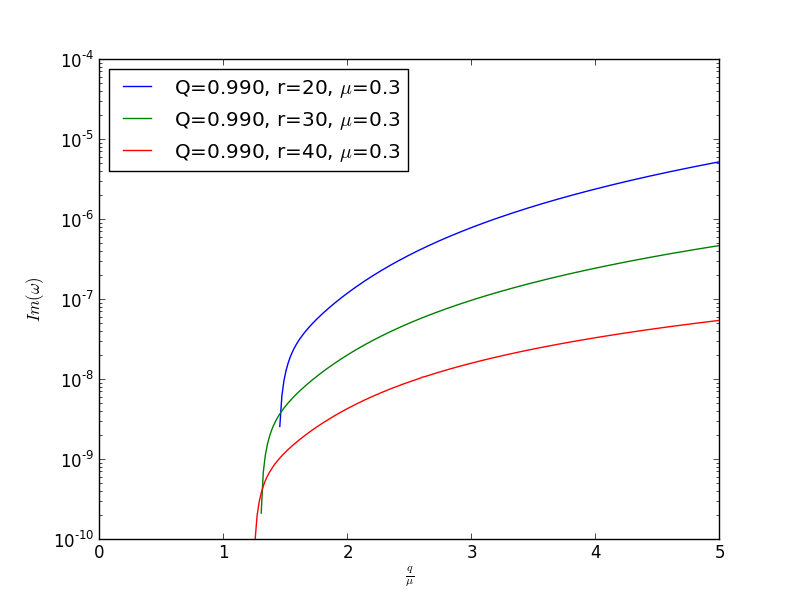 10^-4
Q=0.990, r=20, μ=0.3
Q=0.990, r=30, μ=0.3
Q=0.990, r=40, μ=0.3
10^-5
10^-6
10^-7
10^-8
10^-9
10^-10
Im(ω)
0 1 2 3 4 5
q/μ